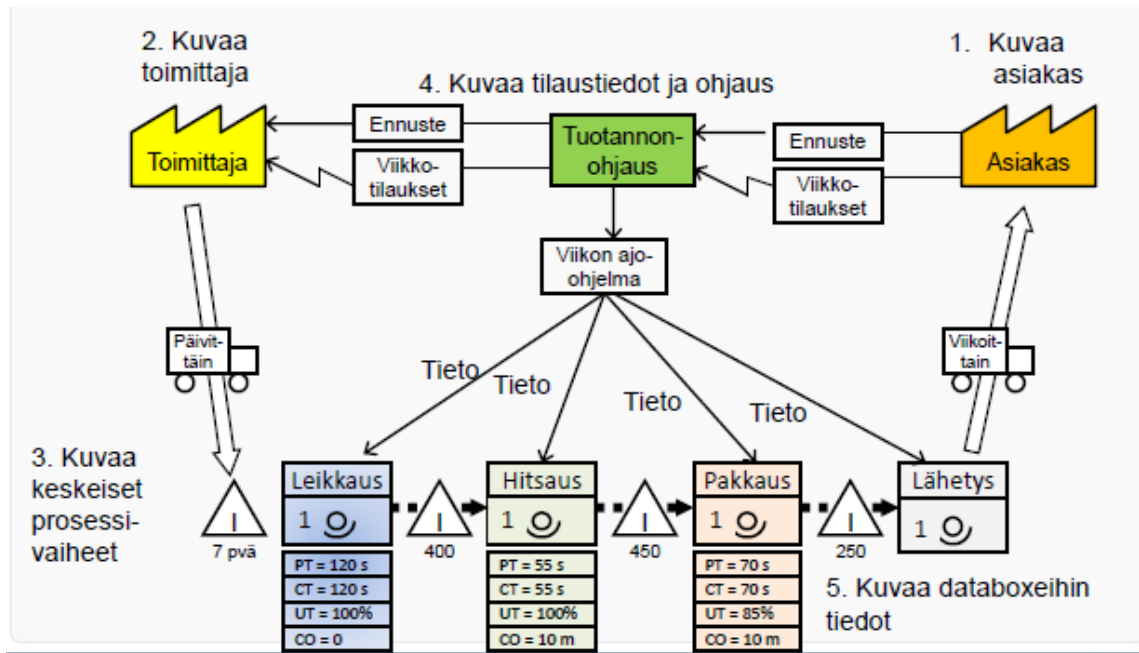 2. Kuvaa
toimittaja
1. Kuvaa
asiakas
4. Kuvaa tilaustiedot ja ohjaus
Toimittaja
Ennuste
Viikko-
tilaukset
Tuotannon-
ohjaus
Ennuste
Viikko-
tilaukset
Asiakas
Viikon ajo-
ohjelma
Päivit-
täin
Viikoit-
tain
Tieto
Tieto
Tieto
Tieto
3. Kuvaa
keskeiset
prosessi-
vaiheet
I
7 pvä
Leikkaus
1
PT = 120 s
CT = 120 s
UT = 100%
CO = 0
I
400
Hitsaus
1
PT = 55 s
CT = 55 s
UT = 100%
CO = 10 m
I
450
Pakkaus
1
PT = 70 s
CT = 70 s
UT = 85%
CO = 10 m
I
250
Lähetys
1
5. Kuvaa databoxeihin
tiedot